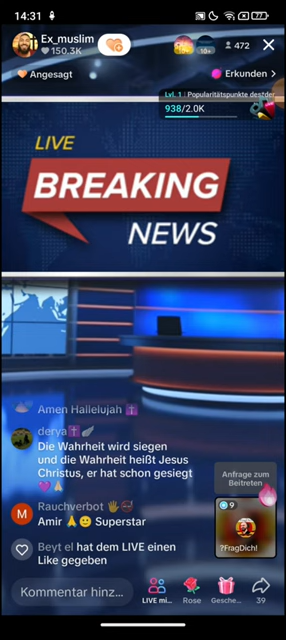 14:31
77
Ex_muslim
150.3K
10+
472
Angesagt
Erkunden
Lvl. 1
Popularitätspunkte des
der
938/2.0K
LIVE
BREAKING
NEWS
Amen Hallelujah
derya
Die Wahrheit wird siegen
und die Wahrheit heißt Jesus
Christus, er hat schon gesiegt
Anfrage zum
Beitreten
M
Rauchverbot
Amir Superstar
9
?FragDich!
Beyt el hat dem LIVE einen
Like gegeben
Kommentar hinz...
LIVE mi...
Rose
Gesche...
39